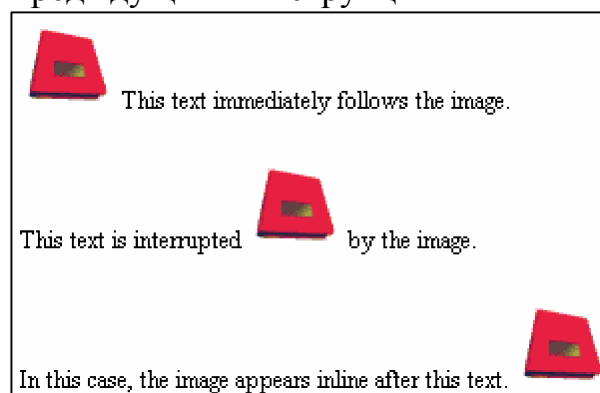 This text immediately follows the image.
This text is interrupted by the image.
In this case, the image appears inline after this text.